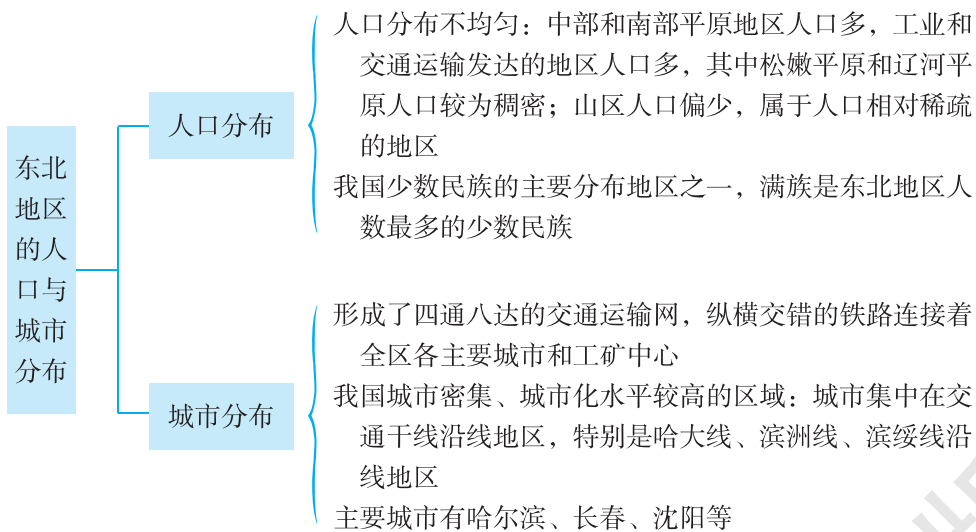 东北
地区
的人
口与
城市
分布
人口分布
人口分布不均匀：中部和南部平原地区人口多，工业和
交通运输发达的地区人口多，其中松嫩平原和辽河平
原人口较为稠密；山区人口偏少，属于人口相对稀疏
的地区
我国少数民族的主要分布地区之一，满族是东北地区人
数最多的少数民族
城市分布
形成了四通八达的交通运输网，纵横交错的铁路连接着
全区各主要城市和工矿中心
我国城市密集、城市化水平较高的区域：城市集中在交
通干线沿线地区，特别是哈大线、滨洲线、滨绥线沿
线地区
主要城市有哈尔滨、长春、沈阳等